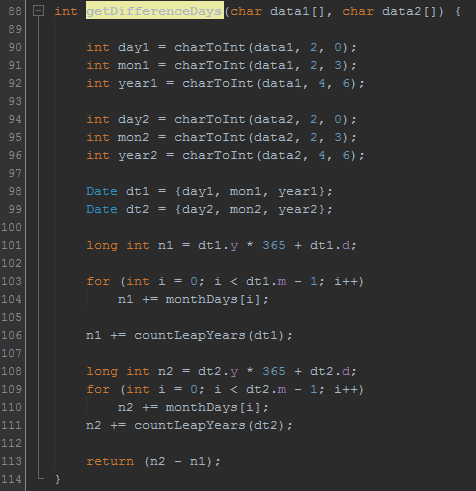 88 int getDifferenceDays(char data1[], char data2[]) {
89
90 int day1 = charToInt(data1, 2, 0);
91 int mon1 = charToInt(data1, 2, 3);
92 int year1 = charToInt(data1, 4, 6);
93
94 int day2 = charToInt(data2, 2, 0);
95 int mon2 = charToInt(data2, 2, 3);
96 int year2 = charToInt(data2, 4, 6);
97
98 Date dt1 = {day1, mon1, year1};
99 Date dt2 = {day2, mon2, year2};
100
101 long int n1 = dt1.y * 365 + dt1.d;
102
103 for (int i = 0; i < dt1.m - 1; i++)
104 n1 += monthDays[i];
105
106 n1 += countLeapYears(dt1);
107
108 long int n2 = dt2.y * 365 + dt2.d;
109 for (int i = 0; i < dt2.m - 1; i++)
110 n2 += monthDays[i];
111 n2 += countLeapYears(dt2);
112
113 return (n2 - n1);
114 }